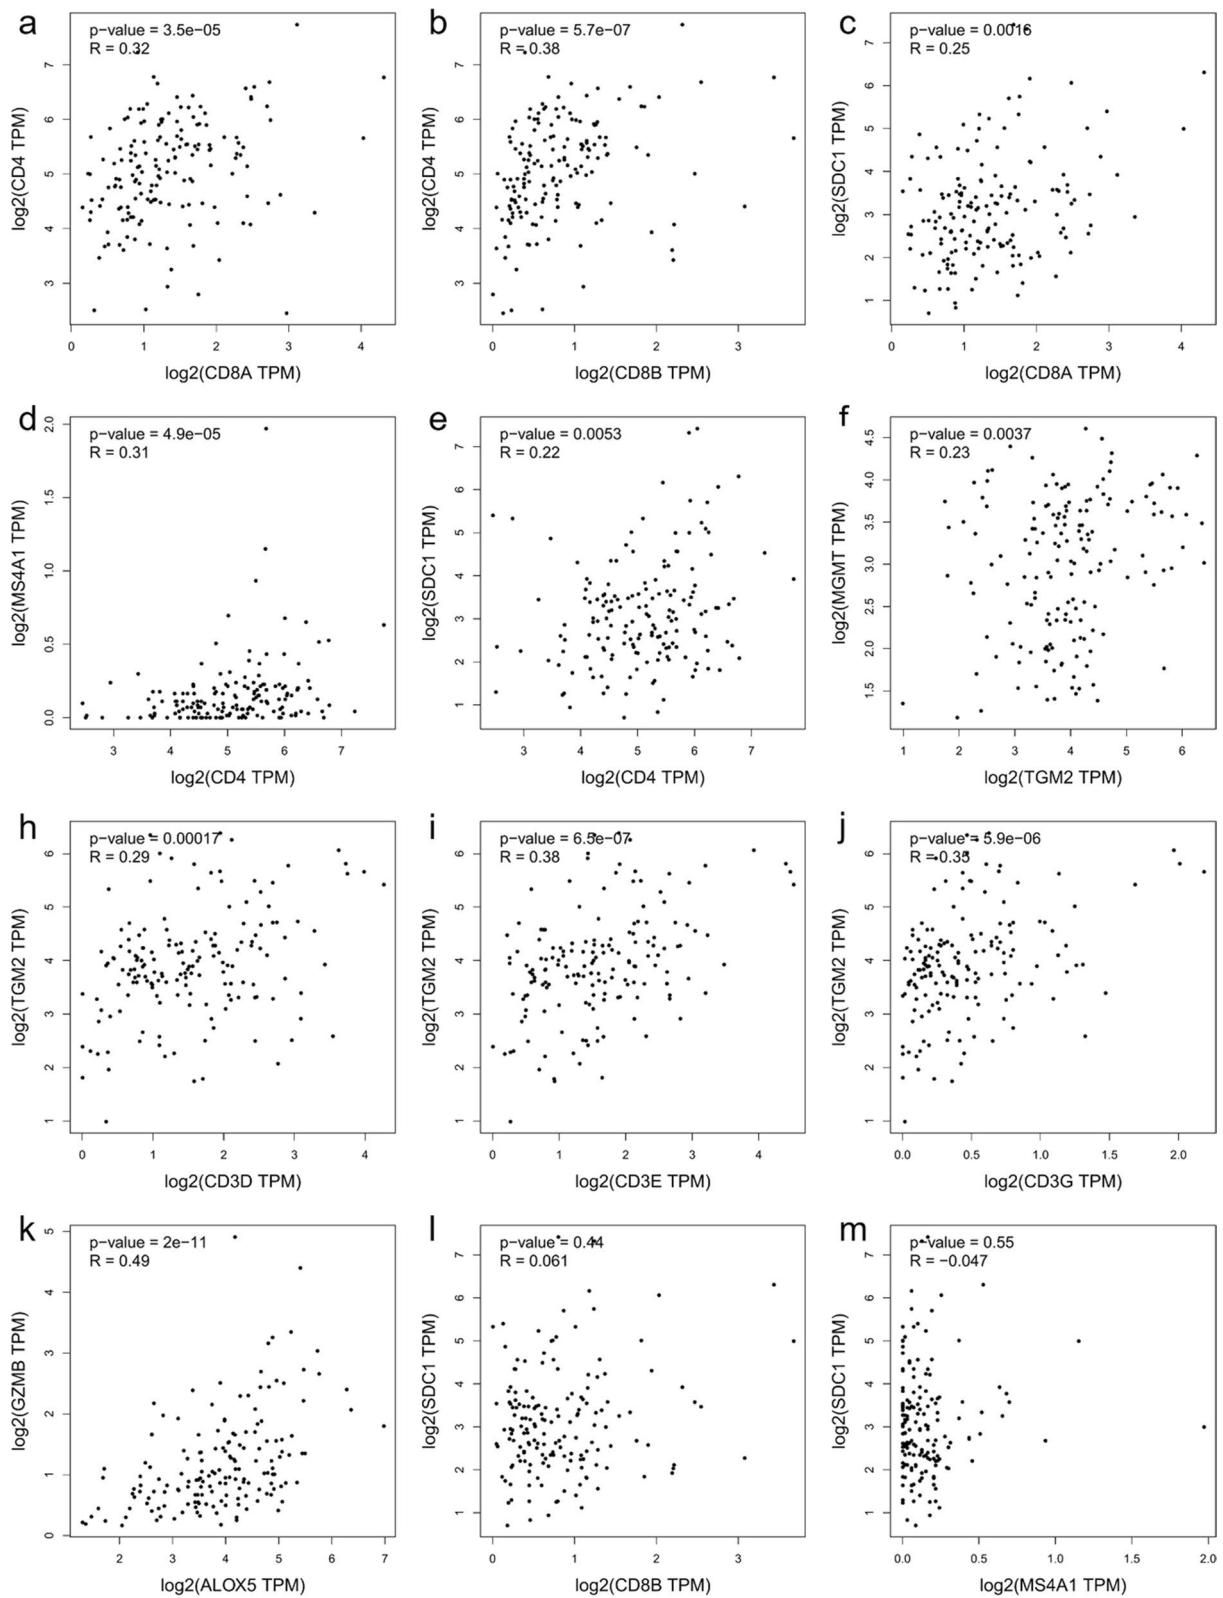 a
p-value = 3.5e-05
R = 0.32
log2(CD4 TPM)
3 4 5 6 7
0 1 2 3 4
log2(CD8A TPM)
b
p-value = 5.7e-07
R = 0.38
log2(CD4 TPM)
3 4 5 6 7
0 1 2 3
log2(CD8B TPM)
c
p-value = 0.0016
R = 0.25
log2(SDC1 TPM)
1 2 3 4 5 6 7
0 1 2 3 4
log2(CD8A TPM)
d
p-value = 4.9e-05
R = 0.31
log2(MS4A1 TPM)
0.0 0.5 1.0 1.5 2.0
3 4 5 6 7
log2(CD4 TPM)
e
p-value = 0.0053
R = 0.22
log2(SDC1 TPM)
1 2 3 4 5 6 7
3 4 5 6 7
log2(CD4 TPM)
f
p-value = 0.0037
R = 0.23
log2(MGMT TPM)
1.5 2.0 2.5 3.0 3.5 4.0 4.5
1 2 3 4 5 6
log2(TGM2 TPM)
h
p-value = 0.00017
R = 0.29
log2(TGM2 TPM)
1 2 3 4 5 6
0 1 2 3 4
log2(CD3D TPM)
i
p-value = 6.5e-07
R = 0.38
log2(TGM2 TPM)
1 2 3 4 5 6
0 1 2 3 4
log2(CD3E TPM)
j
p-value = 5.9e-06
log2(TGM2 TPM)
1 2 3 4 5 6
0.0 0.5 1.0 1.5 2.0
log2(CD3G TPM)
k
p-value = 2e-11
R = 0.49
log2(GZMB TPM)
0 1 2 3 4 5
2 3 4 5 6 7
log2(ALOX5 TPM)
l
p-value = 0.44
R = 0.061
log2(SDC1 TPM)
1 2 3 4 5 6 7
0 1 2 3
log2(CD8B TPM)
m
p-value = 0.55
R = −0.047
log2(SDC1 TPM)
1 2 3 4 5 6 7
0.0 0.5 1.0 1.5 2.0
log2(MS4A1 TPM)